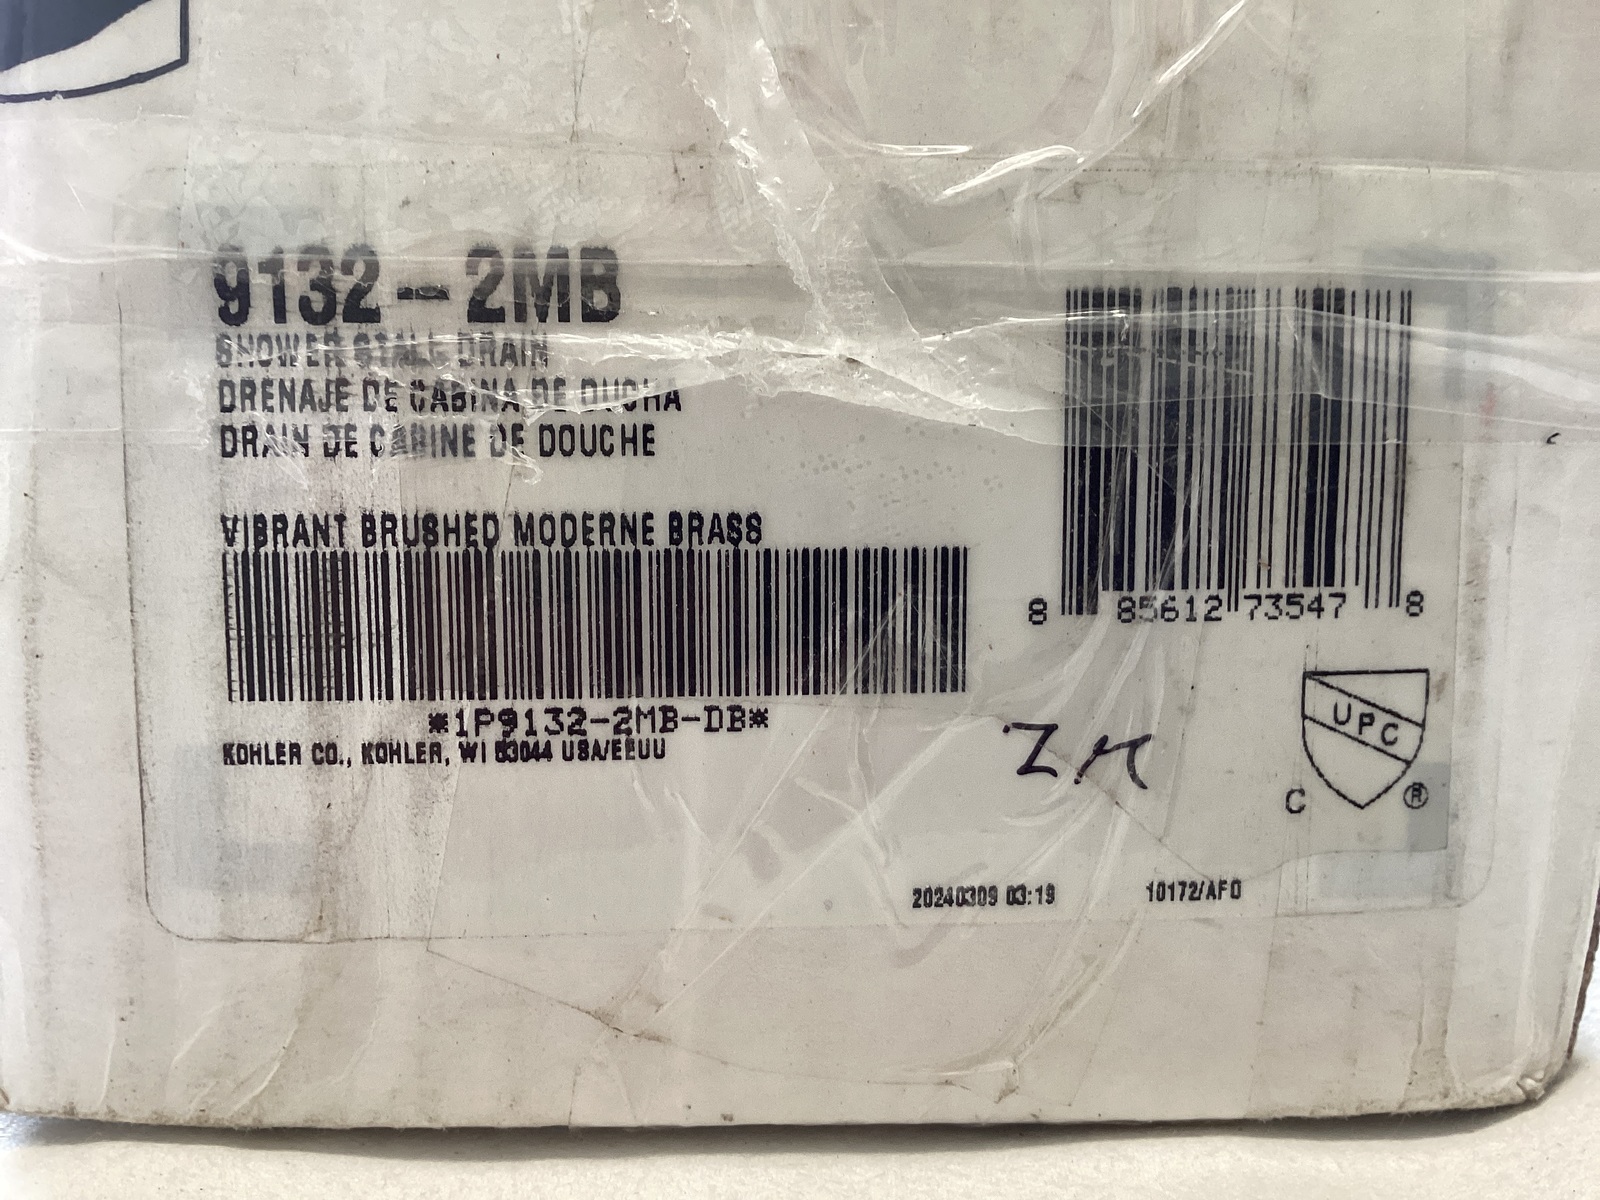 9132-2MB
SHOWER STALL DRAIN
DRENAJE DE CABINA DE DUCHA
DRAIN DE CABINE DE DOUCHE
VIBRANT BRUSHED MODERNE BRASS
*1P9132-2MB-DB*
KOHLER CO., KOHLER, WI 53044 USA/EEUU
8 85612 73547 8
UPC
C ®
20240309 03:19
10172/AFO